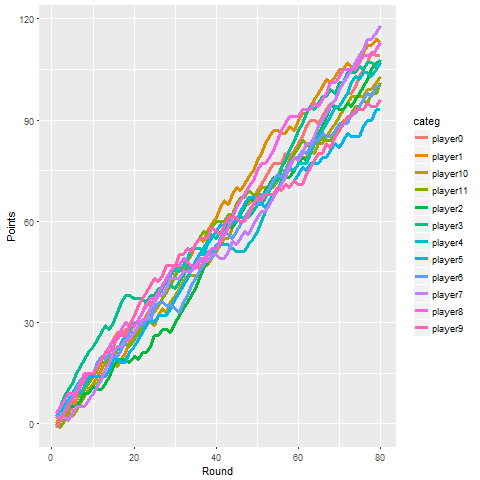 120
90
60
30
0
Points
0
20
40
60
80
Round
categ
player0
player1
player10
player11
player2
player3
player4
player5
player6
player7
player8
player9